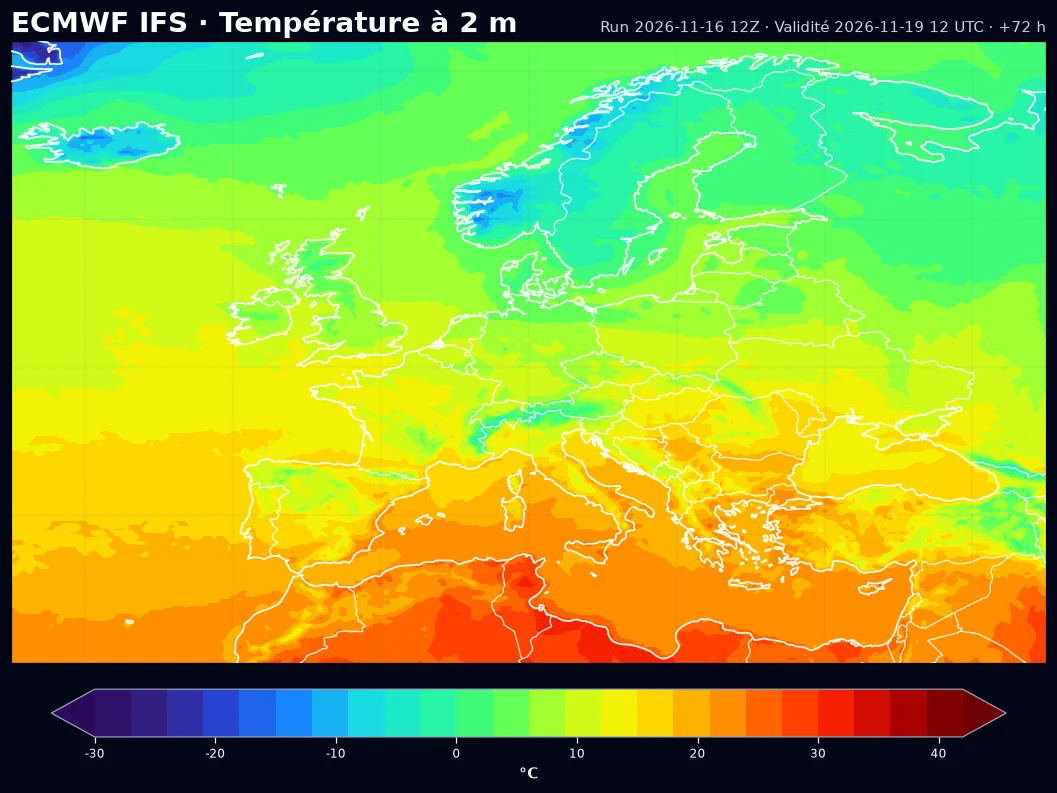 ECMWF IFS · Température à 2 m
Run 2026-11-16 12Z · Validité 2026-11-19 12 UTC · +72 h
-30 -20 -10 0 10 20 30 40
°C